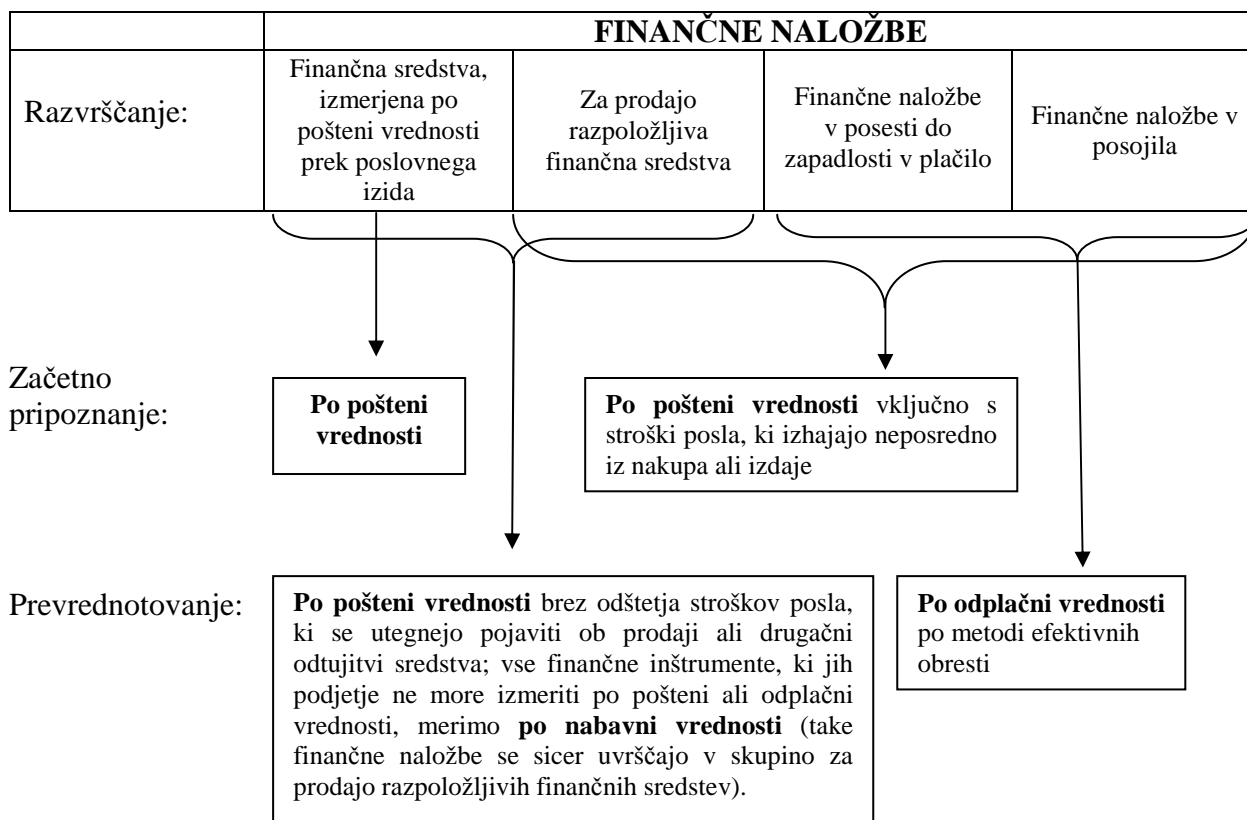 FINANČNE NALOŽBE
Razvrščanje:
Finančna sredstva,
izmerjena po
pošteni vrednosti
prek poslovnega
izida
Za prodajo
razpoložljiva
finančna sredstva
Finančne naložbe
v posesti do
zapadlosti v plačilo
Finančne naložbe v
posojila
Začetno
pripoznanje:
Po pošteni
vrednosti
Po pošteni vrednosti vključno s
stroški posla, ki izhajajo neposredno
iz nakupa ali izdaje
Prevrednotovanje:
Po pošteni vrednosti brez odštetja stroškov posla,
ki se utegnejo pojaviti ob prodaji ali drugačni
odtujitvi sredstva; vse finančne inštrumente, ki jih
podjetje ne more izmeriti po pošteni ali odplačni
vrednosti, merimo po nabavni vrednosti (take
finančne naložbe se sicer uvrščajo v skupino za
prodajo razpoložljivih finančnih sredstev).
Po odplačni vrednosti
po metodi efektivnih
obresti